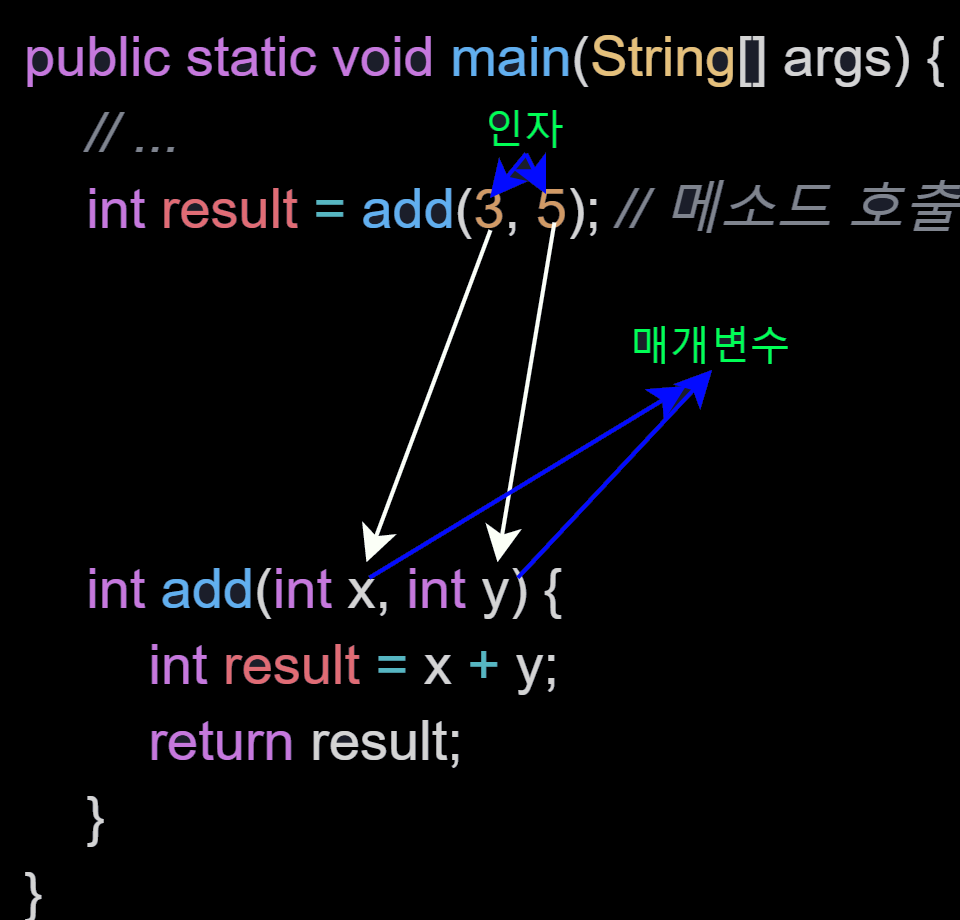 public static void main(String[] args) {
// ...
인자
int result = add(3, 5); // 메소드 호출
매개변수
int add(int x, int y) {
int result = x + y;
return result;
}
}